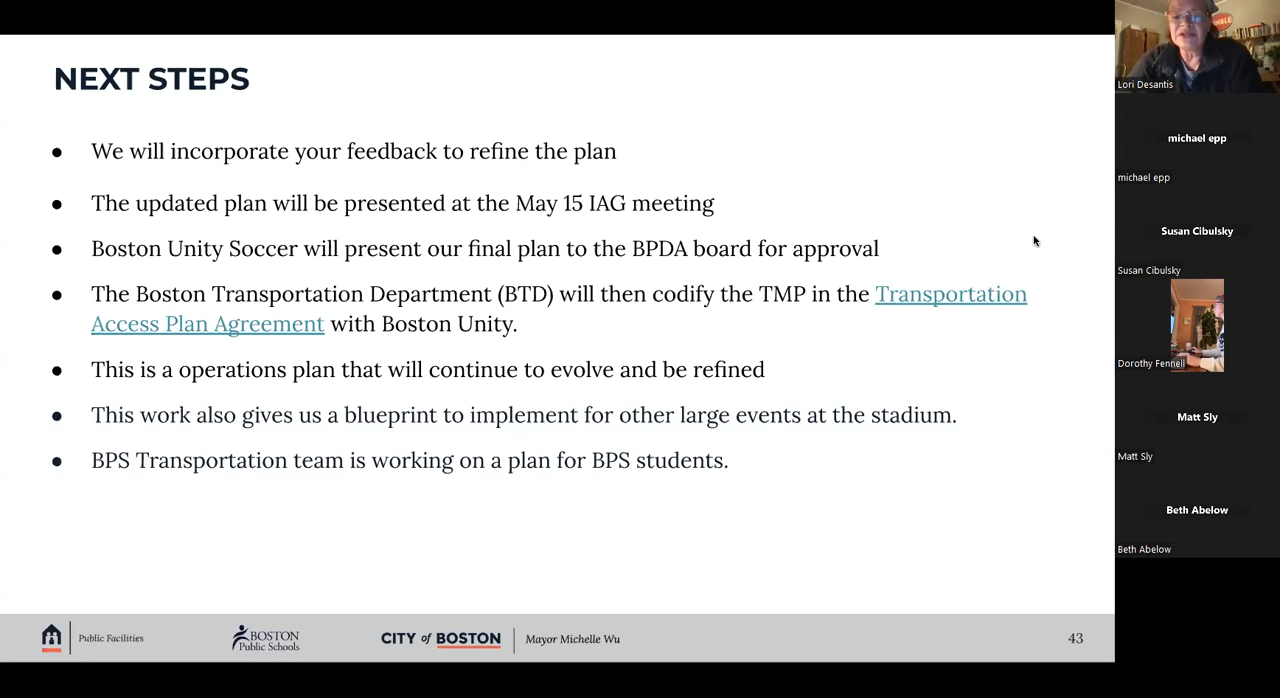 NEXT STEPS
● We will incorporate your feedback to refine the plan
● The updated plan will be presented at the May 15 IAG meeting
● Boston Unity Soccer will present our final plan to the BPDA board for approval
● The Boston Transportation Department (BTD) will then codify the TMP in the Transportation
Access Plan Agreement with Boston Unity.
● This is a operations plan that will continue to evolve and be refined
● This work also gives us a blueprint to implement for other large events at the stadium.
● BPS Transportation team is working on a plan for BPS students.
Public Facilities
BOSTON
Public Schools
CITY of BOSTON
Mayor Michelle Wu
43
Lori Desantis
michael epp
michael epp
Susan Cibulsky
Susan Cibulsky
Dorothy Fennell
Matt Sly
Matt Sly
Beth Abelow
Beth Abelow